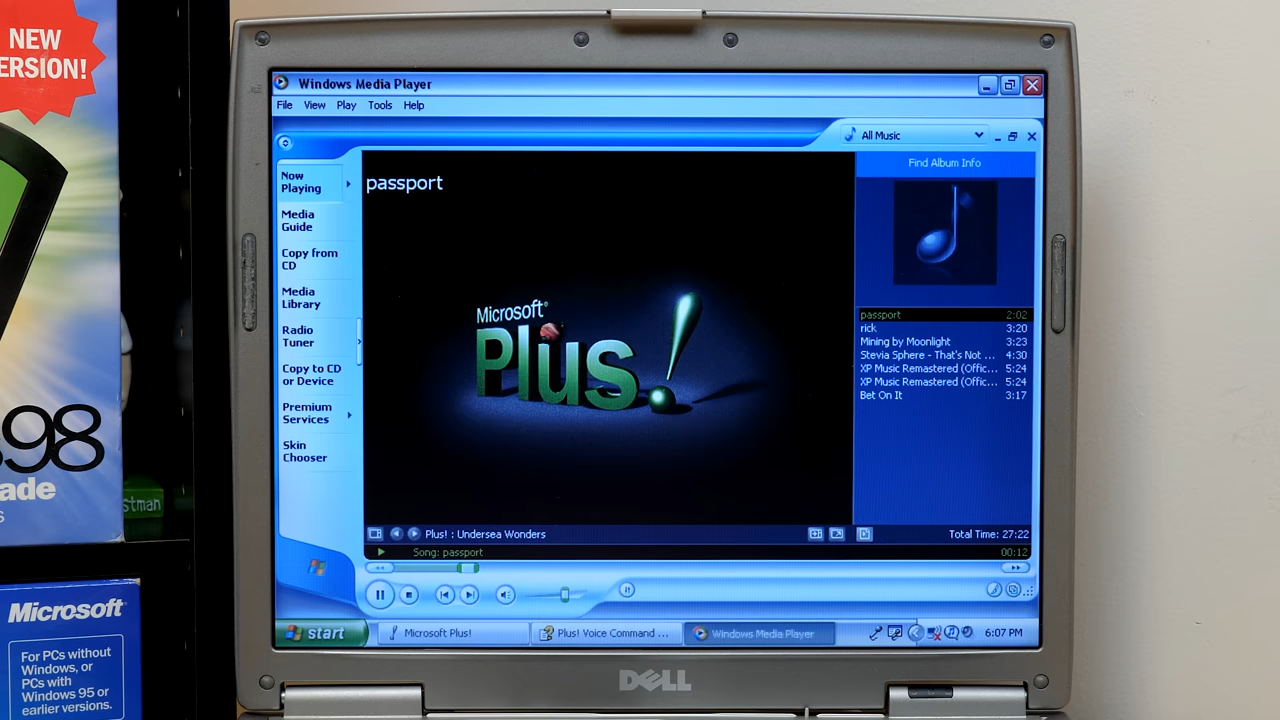 NEW
ERSION!
98
ade
S
stman
Microsoft®
For PCs without
Windows, or
PCs with
Windows 95 or
earlier versions.
Windows Media Player
File View Play Tools Help
All Music
Now
Playing
Media
Guide
Copy from
CD
Media
Library
Radio
Tuner
Copy to CD
or Device
Premium
Services
Skin
Chooser
passport
Microsoft®
Plus!
Find Album Info
passport 2:02
rick 3:20
Mining by Moonlight 3:23
Stevia Sphere - That's Not ... 4:30
XP Music Remastered (Offic... 5:24
XP Music Remastered (Offic... 5:24
Bet On It 3:17
Plus! : Undersea Wonders
Total Time: 27:22
Song: passport 00:12
start
Microsoft Plus!
Plus! Voice Command ...
Windows Media Player
6:07 PM
DELL